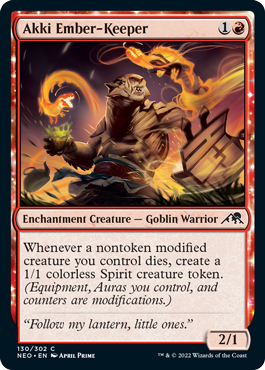 Akki Ember-Keeper 1
Enchantment Creature — Goblin Warrior
Whenever a nontoken modified
creature you control dies, create a
1/1 colorless Spirit creature token.
(Equipment, Auras you control, and
counters are modifications.)
"Follow my lantern, little ones."
2/1
130/302 C
NEO • EN APRIL PRIME
™ & © 2022 Wizards of the Coast